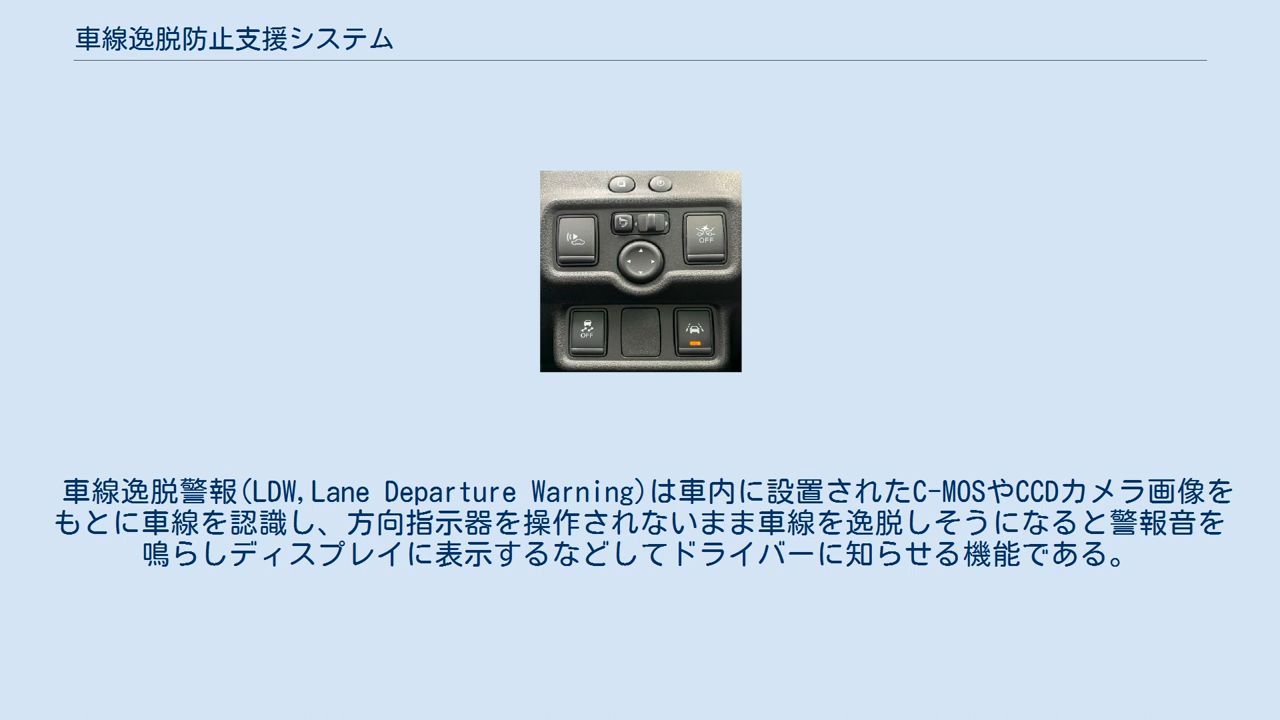 車線逸脱防止支援システム
OFF
OFF
車線逸脱警報(LDW,Lane Departure Warning)は車内に設置されたC-MOSやCCDカメラ画像を
もとに車線を認識し、方向指示器を操作されないまま車線を逸脱しそうになると警報音を
鳴らしディスプレイに表示するなどしてドライバーに知らせる機能である。